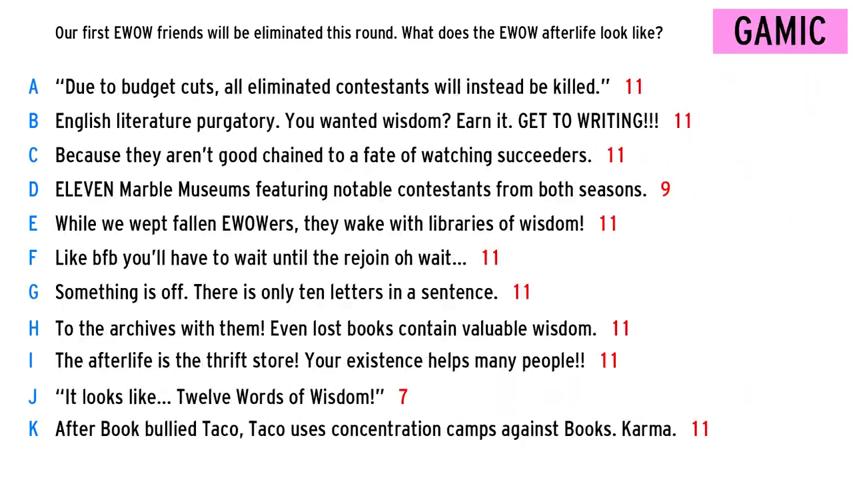 Our first EWOW friends will be eliminated this round. What does the EWOW afterlife look like?
GAMIC
A “Due to budget cuts, all eliminated contestants will instead be killed.” 11
B English literature purgatory. You wanted wisdom? Earn it. GET TO WRITING!!! 11
C Because they aren’t good chained to a fate of watching succeeders. 11
D ELEVEN Marble Museums featuring notable contestants from both seasons. 9
E While we wept fallen EWOWers, they wake with libraries of wisdom! 11
F Like bfb you’ll have to wait until the rejoin oh wait... 11
G Something is off. There is only ten letters in a sentence. 11
H To the archives with them! Even lost books contain valuable wisdom. 11
I The afterlife is the thrift store! Your existence helps many people!! 11
J “It looks like... Twelve Words of Wisdom!” 7
K After Book bullied Taco, Taco uses concentration camps against Books. Karma. 11